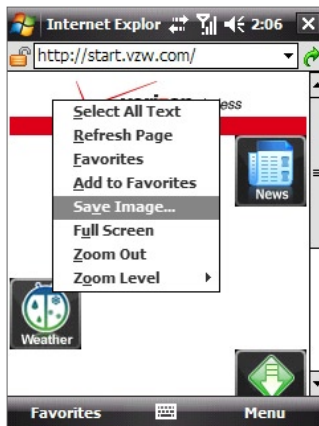 Internet Explor 2:06
http://start.vzw.com/
Select All Text
Refresh Page
Favorites
Add to Favorites
Save Image...
Full Screen
Zoom Out
Zoom Level
News
Weather
Favorites Menu